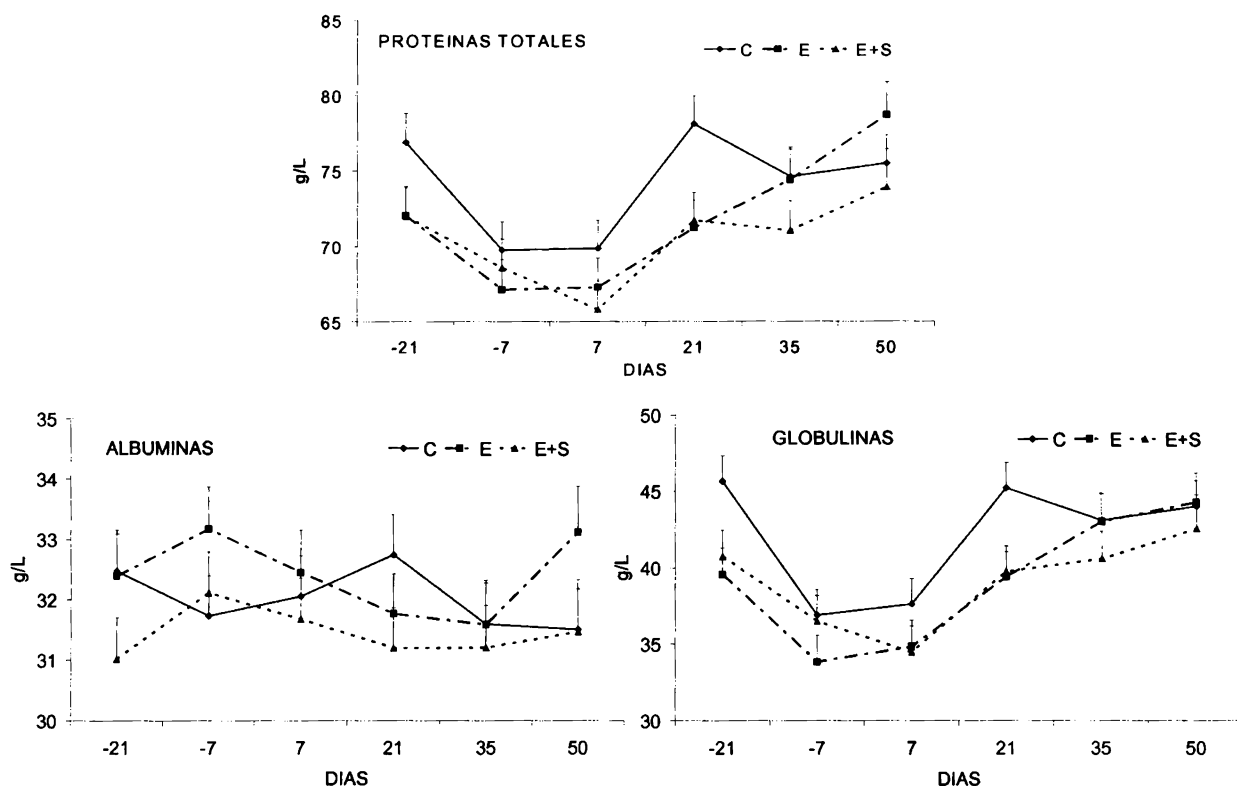 PROTEINAS TOTALES
C E E+S
85
80
75
70
65
g/L
-21 -7 7 21 35 50
DIAS
ALBUMINAS
C E E+S
35
34
33
32
31
30
g/L
-21 -7 7 21 35 50
DIAS
GLOBULINAS
C E E+S
50
45
40
35
30
g/L
-21 -7 7 21 35 50
DIAS